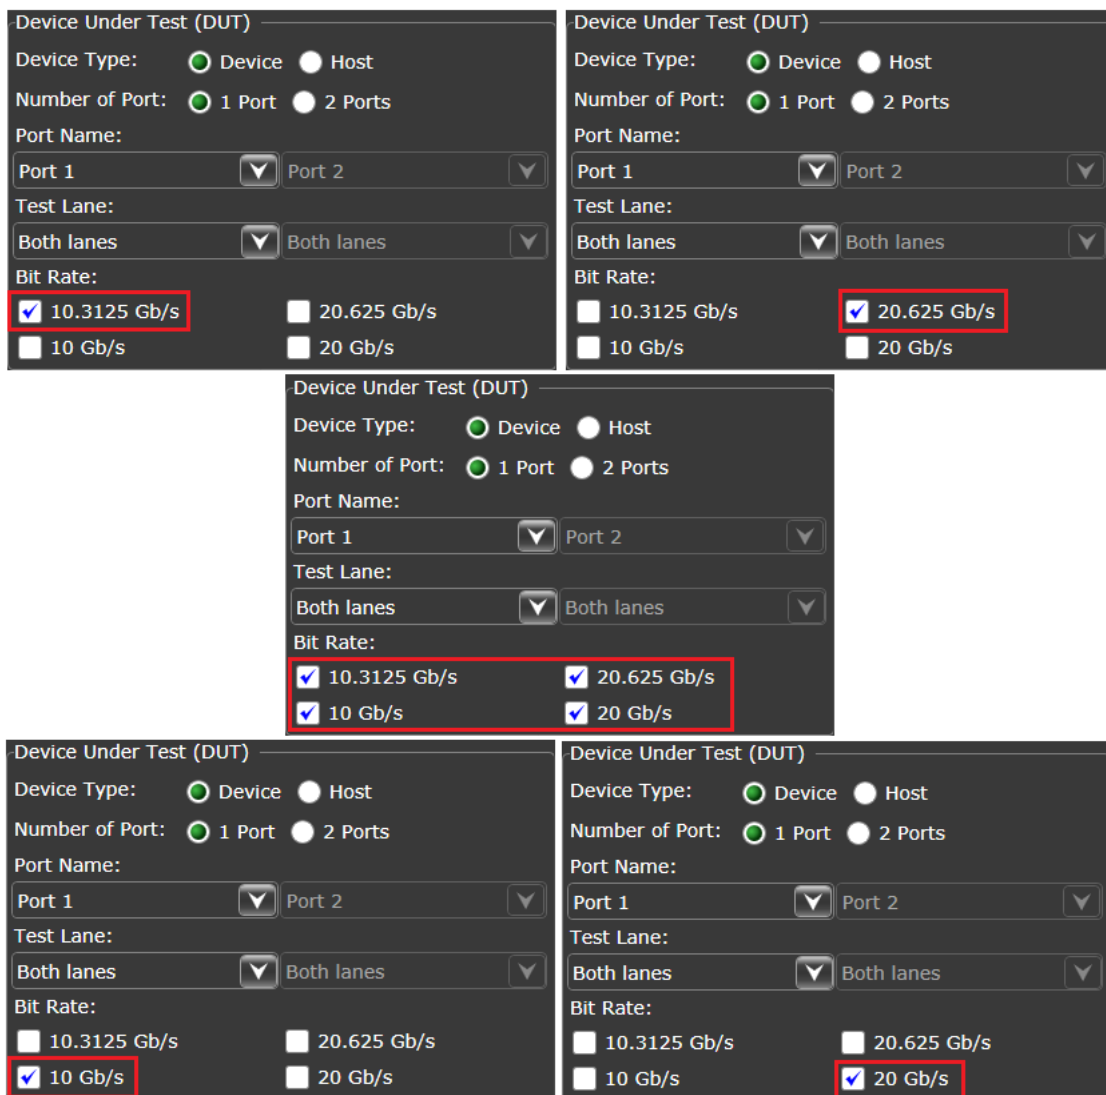 Device Under Test (DUT)
Device Type: Device Host
Number of Port: 1 Port 2 Ports
Port Name:
Port 1 Port 2
Test Lane:
Both lanes Both lanes
Bit Rate:
10.3125 Gb/s 20.625 Gb/s
10 Gb/s 20 Gb/s
Device Under Test (DUT)
Device Type: Device Host
Number of Port: 1 Port 2 Ports
Port Name:
Port 1 Port 2
Test Lane:
Both lanes Both lanes
Bit Rate:
10.3125 Gb/s 20.625 Gb/s
10 Gb/s 20 Gb/s
Device Under Test (DUT)
Device Type: Device Host
Number of Port: 1 Port 2 Ports
Port Name:
Port 1 Port 2
Test Lane:
Both lanes Both lanes
Bit Rate:
10.3125 Gb/s 20.625 Gb/s
10 Gb/s 20 Gb/s
Device Under Test (DUT)
Device Type: Device Host
Number of Port: 1 Port 2 Ports
Port Name:
Port 1 Port 2
Test Lane:
Both lanes Both lanes
Bit Rate:
10.3125 Gb/s 20.625 Gb/s
10 Gb/s 20 Gb/s
Device Under Test (DUT)
Device Type: Device Host
Number of Port: 1 Port 2 Ports
Port Name:
Port 1 Port 2
Test Lane:
Both lanes Both lanes
Bit Rate:
10.3125 Gb/s 20.625 Gb/s
10 Gb/s 20 Gb/s